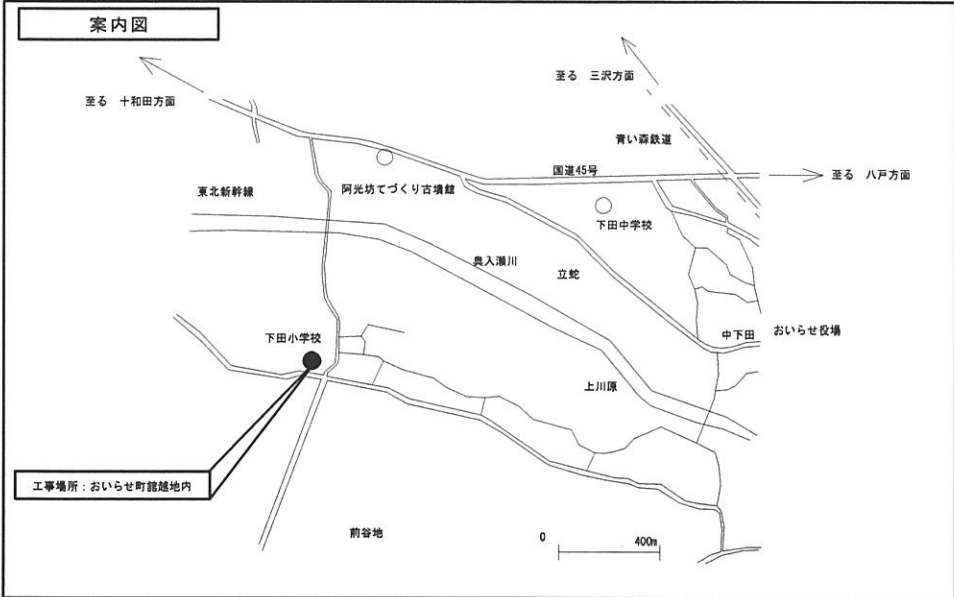 案内図
至る 三沢方面
至る 十和田方面
青い森鉄道
国道45号
至る 八戸方面
東北新幹線
阿光坊てづくり古墳館
下田中学校
奥入瀬川
立蛇
中下田
おいらせ役場
下田小学校
上川原
工事場所：おいらせ町舘越地内
前谷地
0
400m